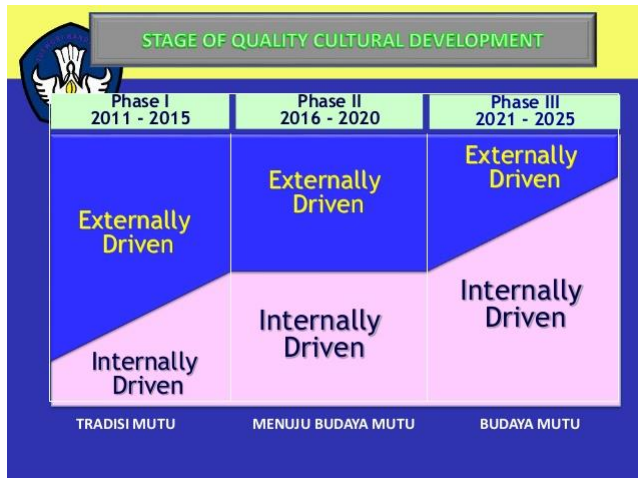 STAGE OF QUALITY CULTURAL DEVELOPMENT
Phase I
2011 - 2015
Phase II
2016 - 2020
Phase III
2021 - 2025
Externally
Driven
Externally
Driven
Externally
Driven
Internally
Driven
Internally
Driven
Internally
Driven
TRADISI MUTU
MENUJU BUDAYA MUTU
BUDAYA MUTU